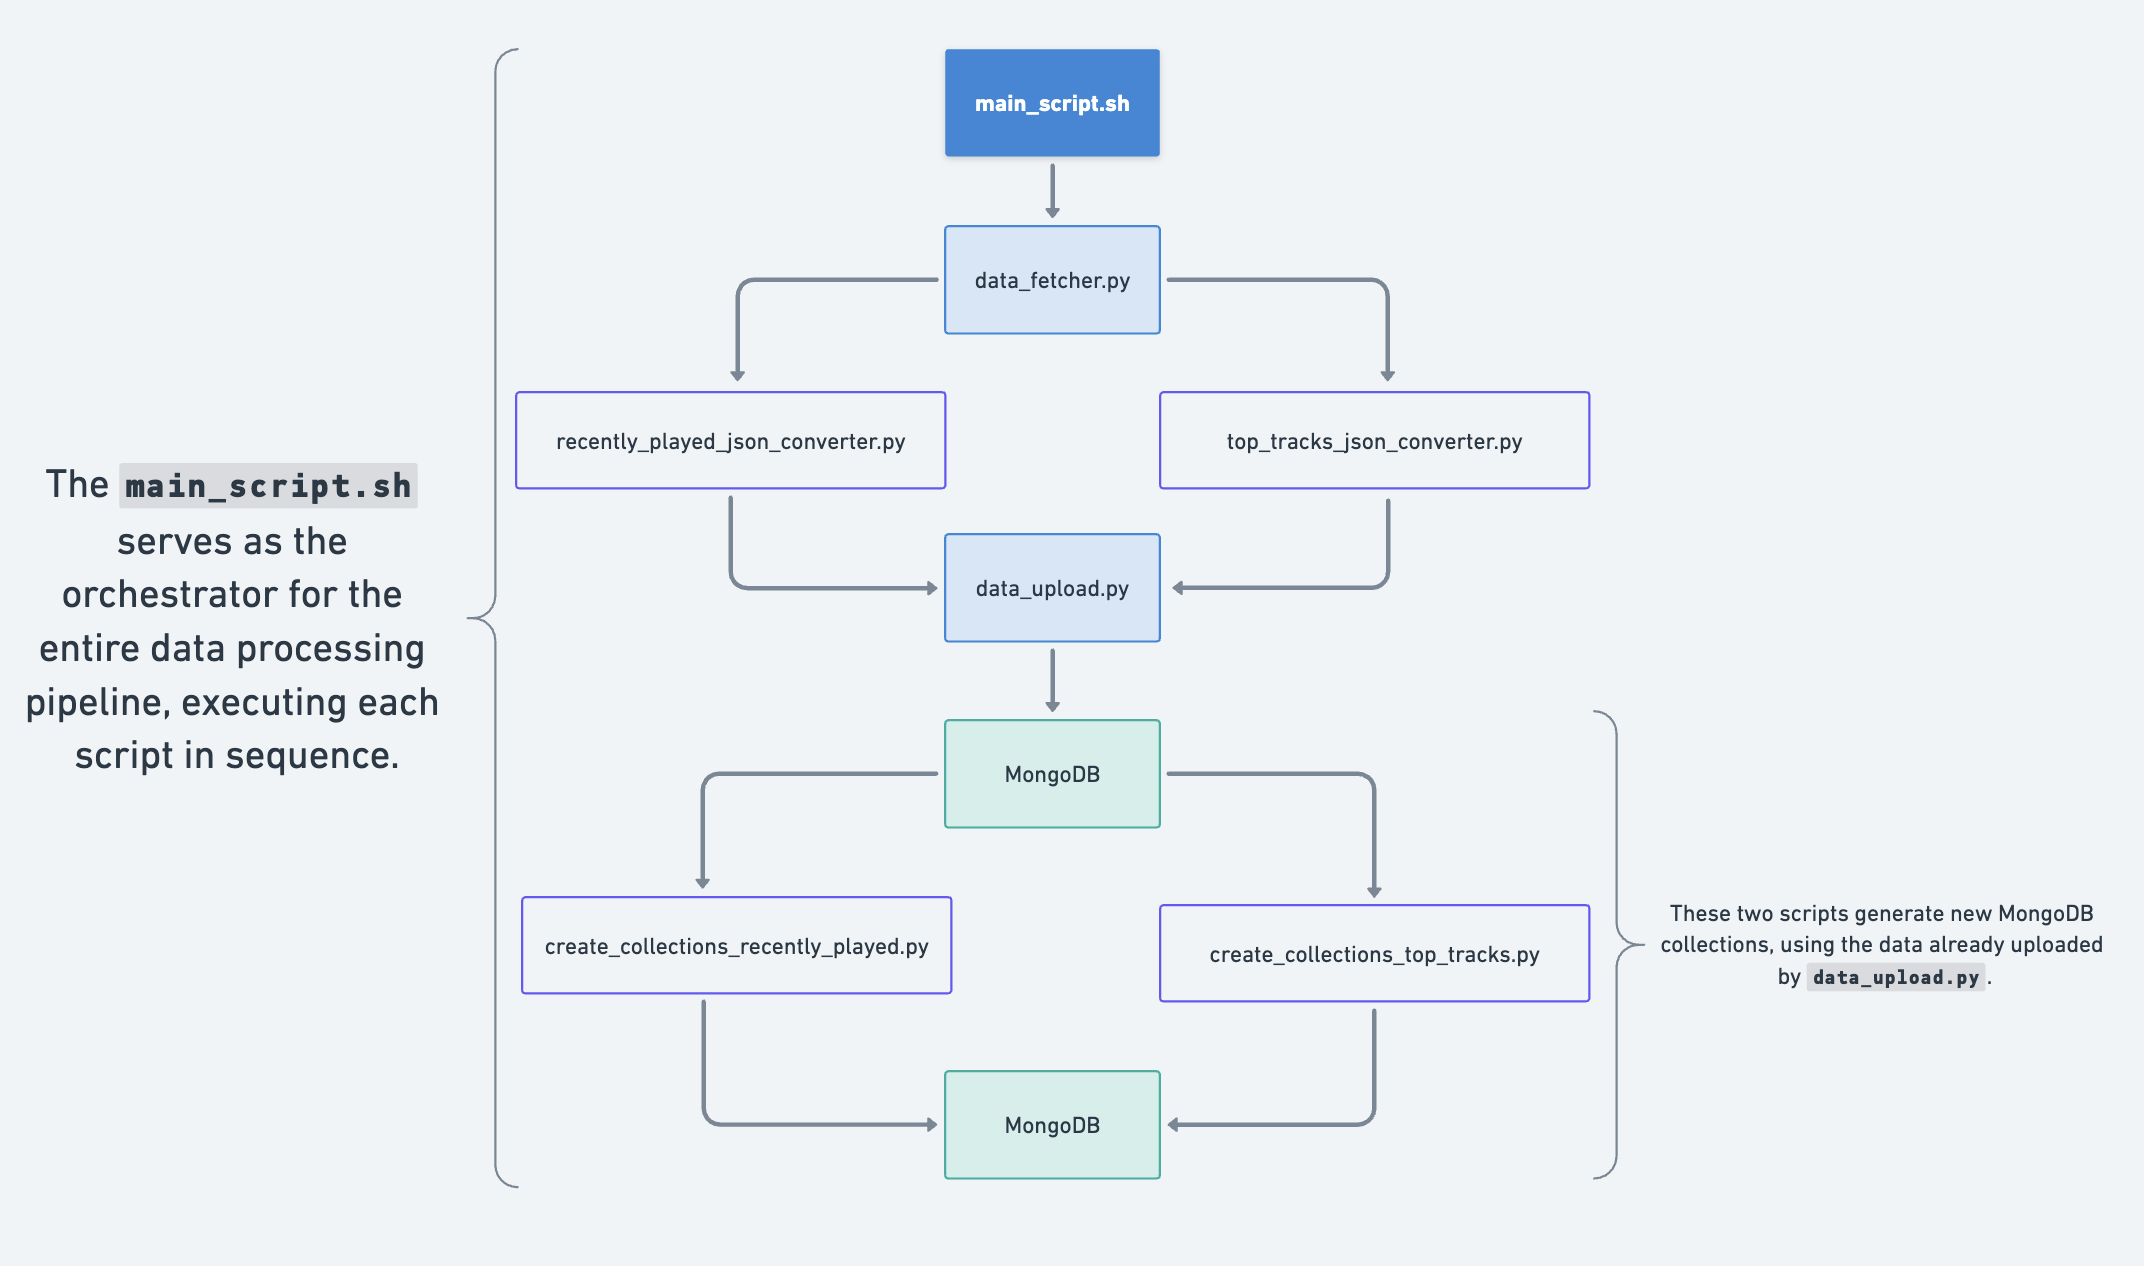 main_script.sh
data_fetcher.py
recently_played_json_converter.py
top_tracks_json_converter.py
The main_script.sh
serves as the
orchestrator for the
entire data processing
pipeline, executing each
script in sequence.
data_upload.py
MongoDB
create_collections_recently_played.py
create_collections_top_tracks.py
These two scripts generate new MongoDB
collections, using the data already uploaded
by data_upload.py.
MongoDB